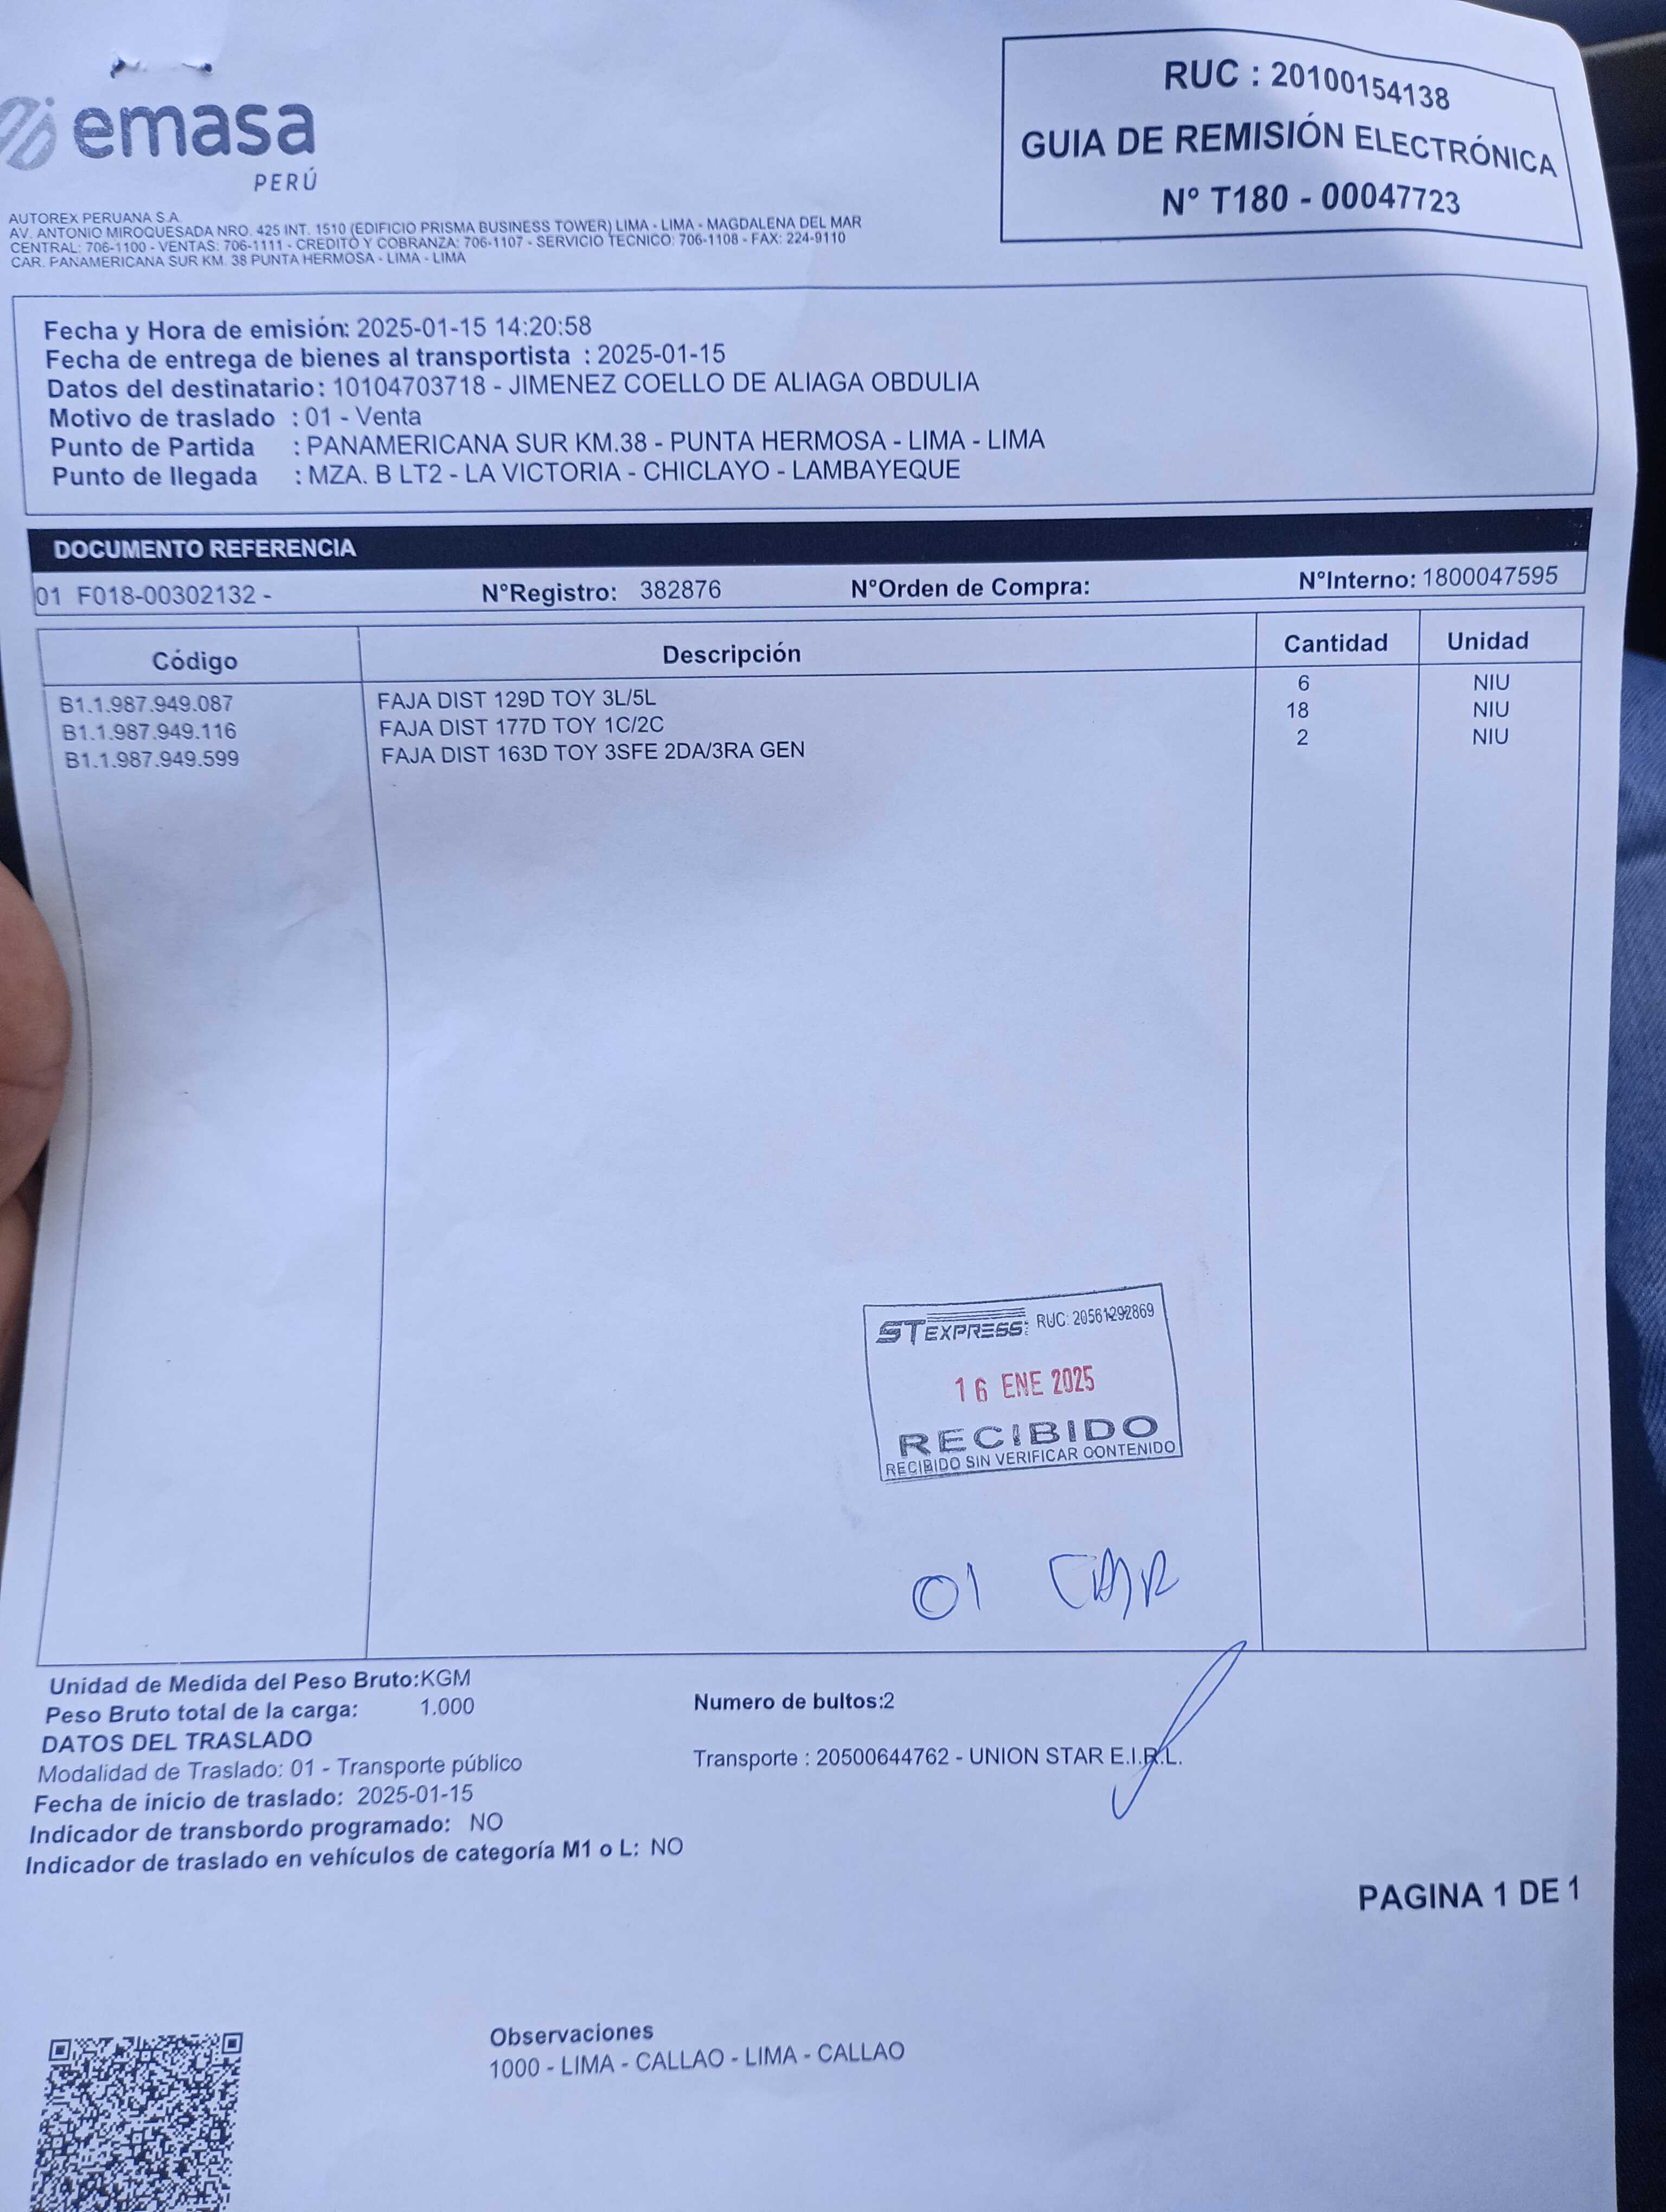 emasa
PERÚ
RUC : 20100154138
GUIA DE REMISIÓN ELECTRÓNICA
N° T180 - 00047723
AUTOREX PERUANA S.A.
AV. ANTONIO MIROQUESADA NRO. 425 INT. 1510 (EDIFICIO PRISMA BUSINESS TOWER) LIMA - LIMA - MAGDALENA DEL MAR
CENTRAL: 706-1100 - VENTAS: 706-1111 - CREDITO Y COBRANZA: 706-1107 - SERVICIO TECNICO: 706-1108 - FAX: 224-9110
CAR. PANAMERICANA SUR KM. 38 PUNTA HERMOSA - LIMA - LIMA
Fecha y Hora de emisión: 2025-01-15 14:20:58
Fecha de entrega de bienes al transportista : 2025-01-15
Datos del destinatario : 10104703718 - JIMENEZ COELLO DE ALIAGA OBDULIA
Motivo de traslado : 01 - Venta
Punto de Partida : PANAMERICANA SUR KM.38 - PUNTA HERMOSA - LIMA - LIMA
Punto de llegada : MZA. B LT2 - LA VICTORIA - CHICLAYO - LAMBAYEQUE
DOCUMENTO REFERENCIA
01 F018-00302132 - N°Registro: 382876 N°Orden de Compra: N°Interno: 1800047595
Código Descripción Cantidad Unidad
B1.1.987.949.087 FAJA DIST 129D TOY 3L/5L 6 NIU
B1.1.987.949.116 FAJA DIST 177D TOY 1C/2C 18 NIU
B1.1.987.949.599 FAJA DIST 163D TOY 3SFE 2DA/3RA GEN 2 NIU
STEXPRESS RUC: 20561292869
16 ENE 2025
RECIBIDO
RECIBIDO SIN VERIFICAR CONTENIDO
01
Unidad de Medida del Peso Bruto:KGM
Peso Bruto total de la carga: 1.000 Numero de bultos:2
DATOS DEL TRASLADO
Modalidad de Traslado: 01 - Transporte público Transporte : 20500644762 - UNION STAR E.I.R.L.
Fecha de inicio de traslado: 2025-01-15
Indicador de transbordo programado: NO
Indicador de traslado en vehículos de categoría M1 o L: NO
PAGINA 1 DE 1
Observaciones
1000 - LIMA - CALLAO - LIMA - CALLAO